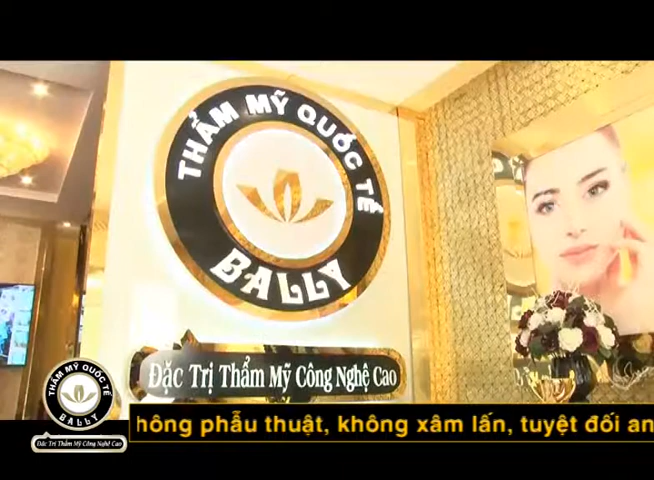 THẨM MỸ QUỐC TẾ
BALLY
Đặc Trị Thẩm Mỹ Công Nghệ Cao
THẨM MỸ QUỐC TẾ
BALLY
Đặc Trị Thẩm Mỹ Công Nghệ Cao
hông phẫu thuật, không xâm lấn, tuyệt đối an